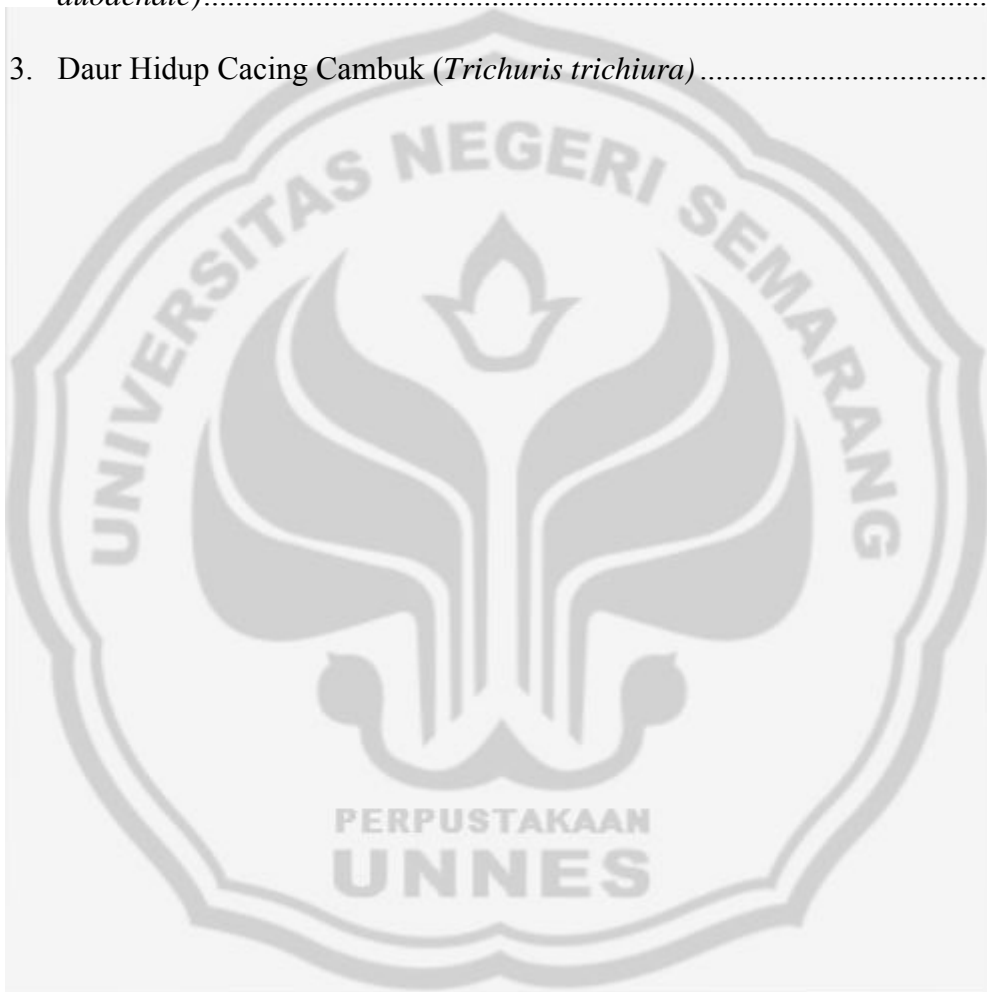 duodenale)
3. Daur Hidup Cacing Cambuk (Trichuris trichiura)
UNIVERSITAS NEGERI SEMARANG
PERPUSTAKAAN
UNNES